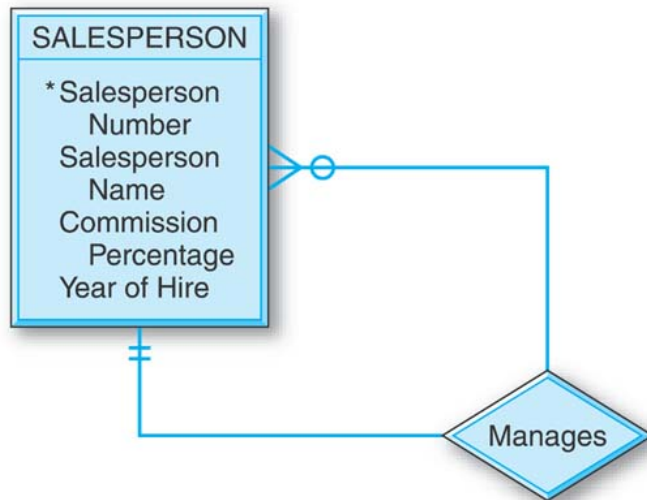 SALESPERSON
*Salesperson
Number
Salesperson
Name
Commission
Percentage
Year of Hire
Manages